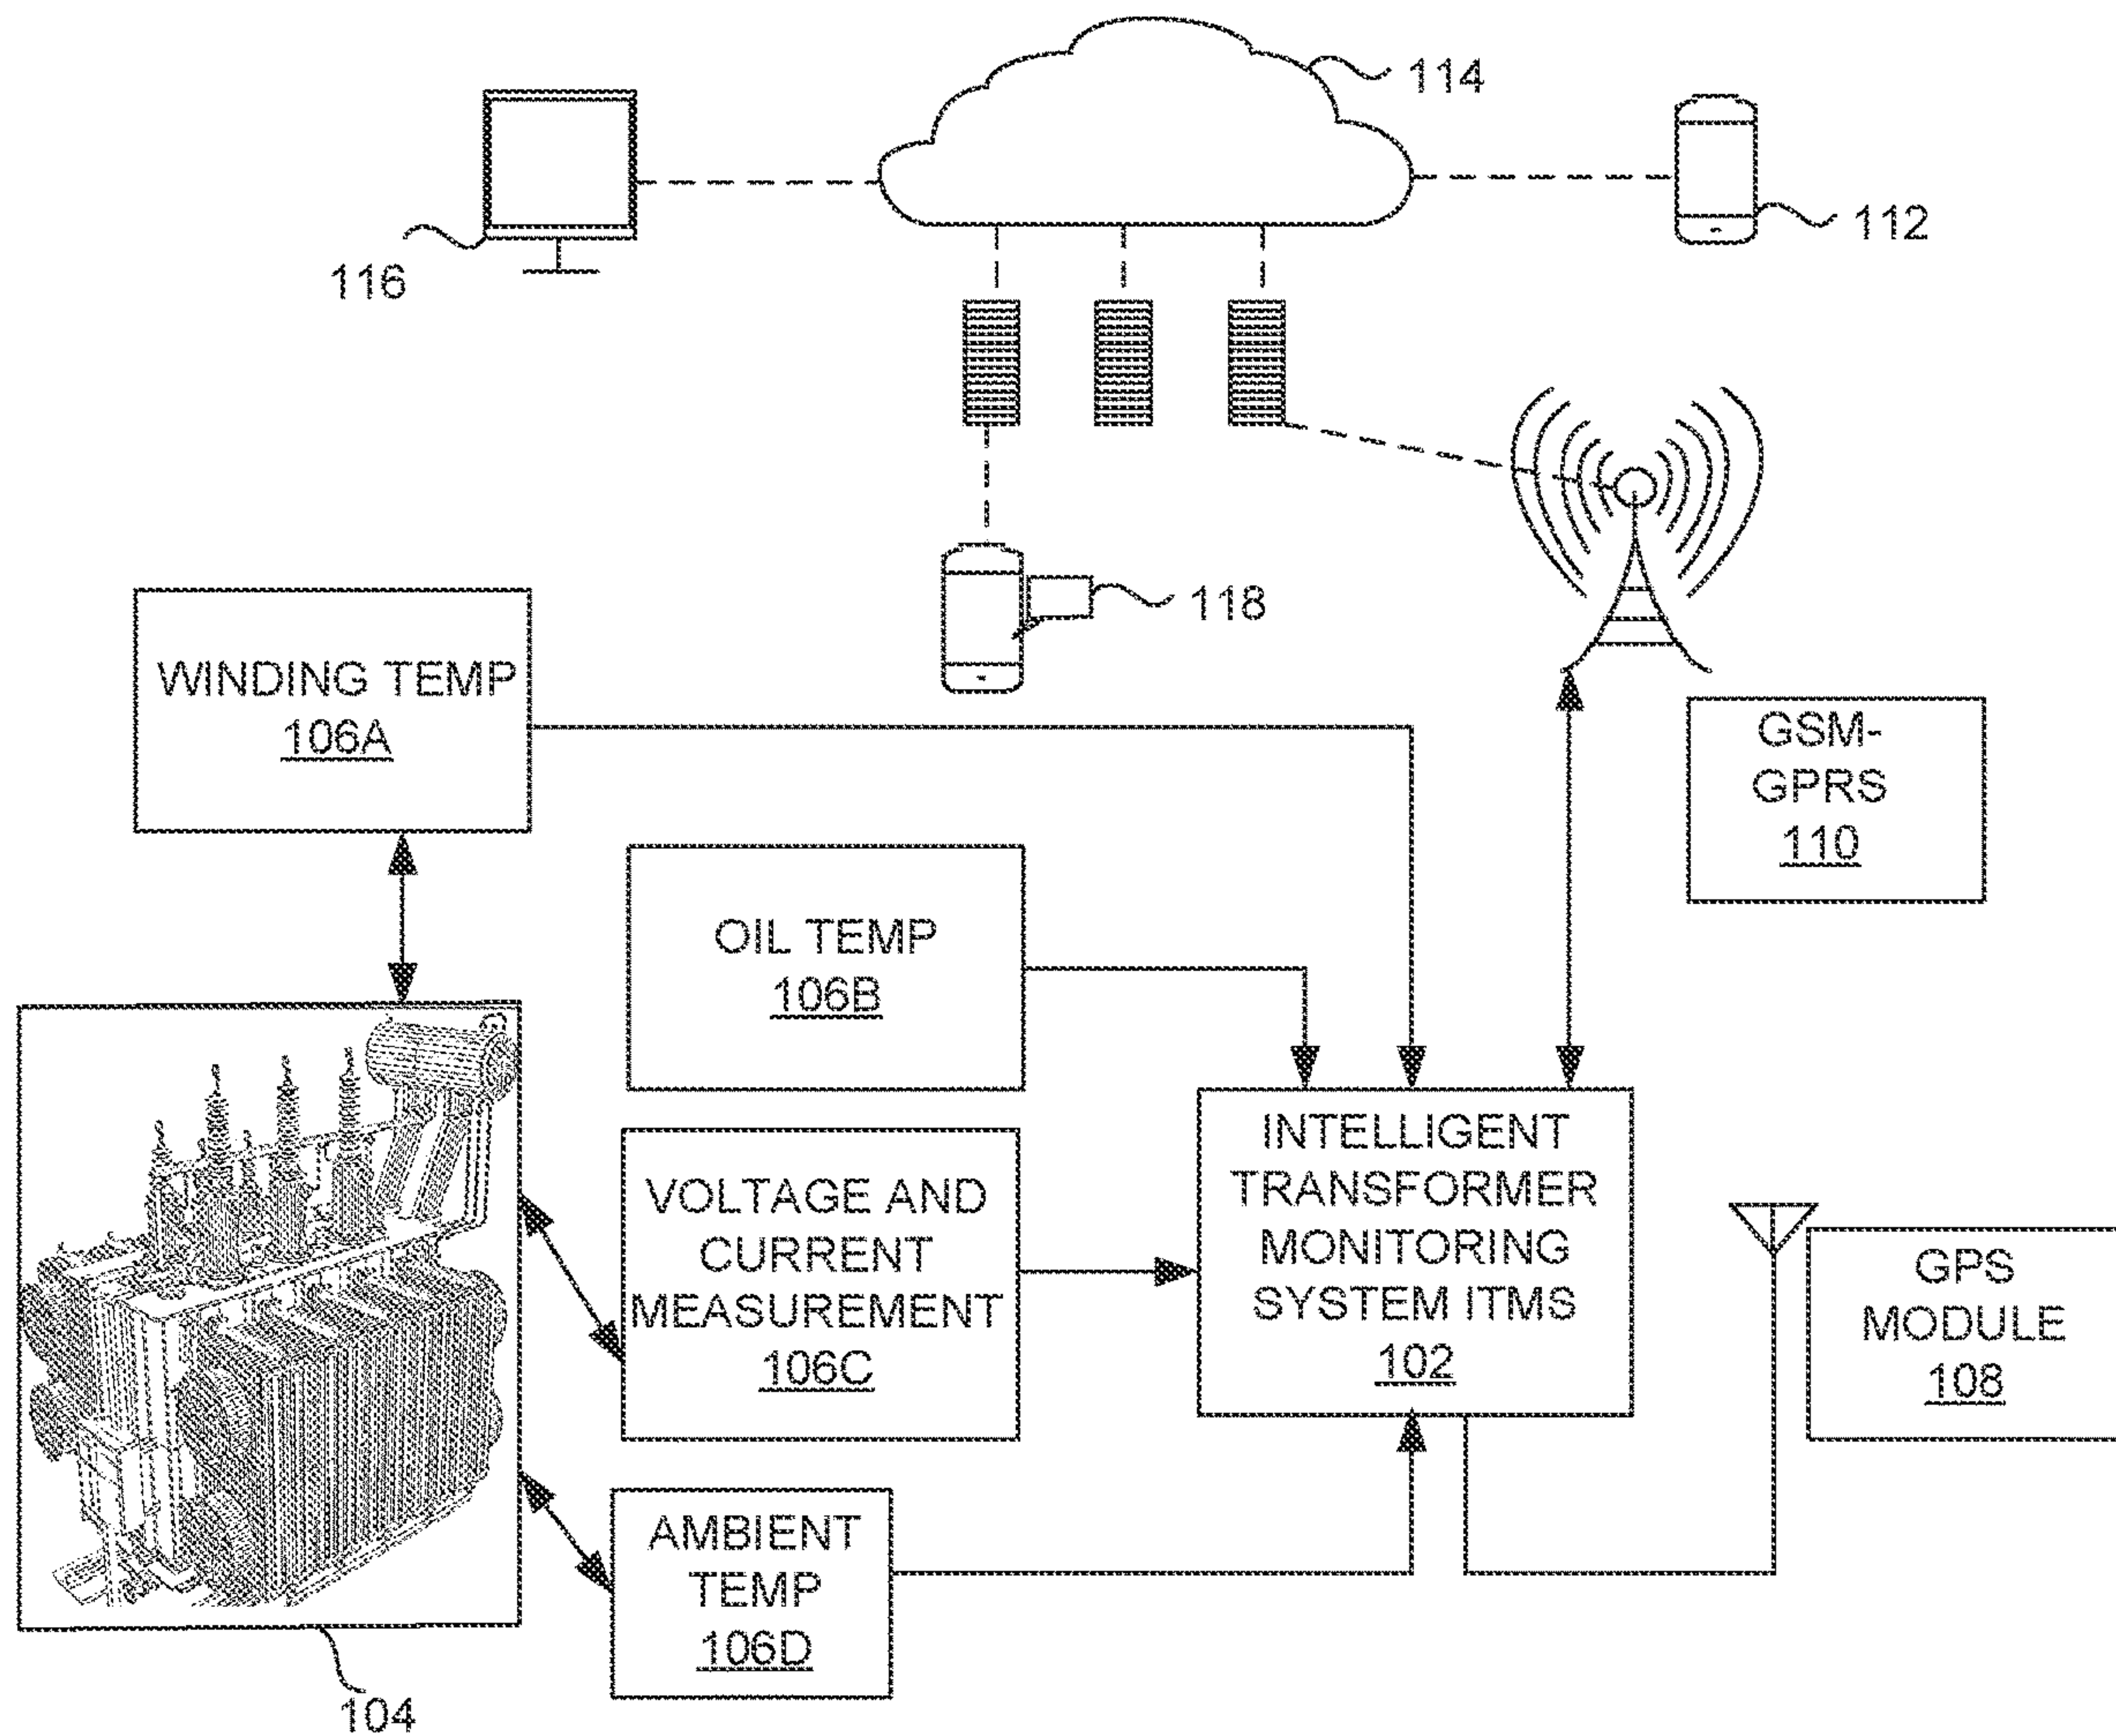 114
112
116
118
WINDING TEMP
106A
GSM-
GPRS
110
OIL TEMP
106B
INTELLIGENT
TRANSFORMER
MONITORING
SYSTEM ITMS
102
VOLTAGE AND
CURRENT
MEASUREMENT
106C
GPS
MODULE
108
AMBIENT
TEMP
106D
104